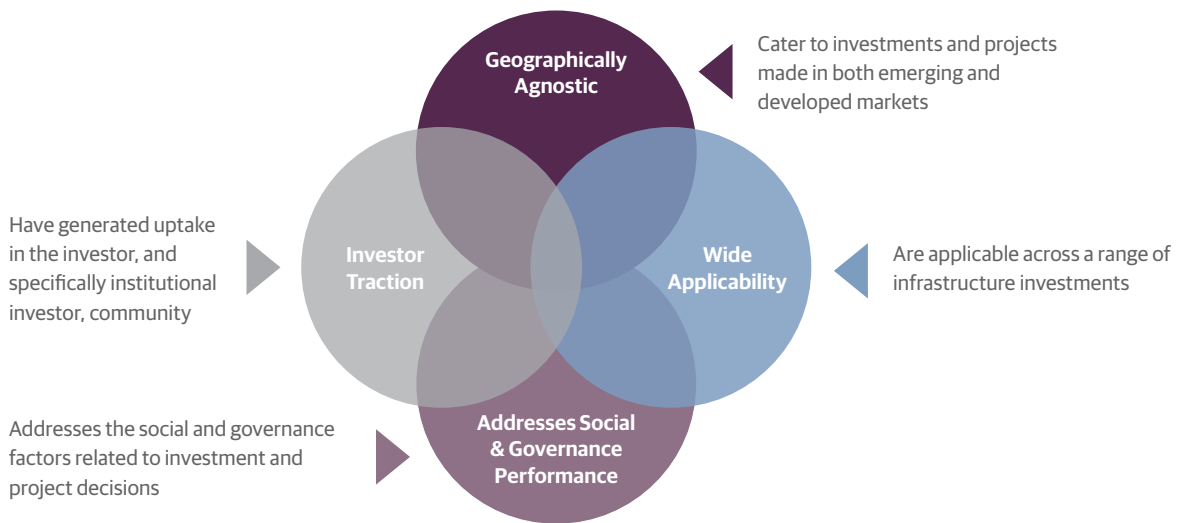 Geographically
Agnostic
Cater to investments and projects
made in both emerging and
developed markets
Have generated uptake
in the investor, and
specifically institutional
investor, community
Investor
Traction
Wide
Applicability
Are applicable across a range of
infrastructure investments
Addresses the social and governance
factors related to investment and
project decisions
Addresses Social
& Governance
Performance